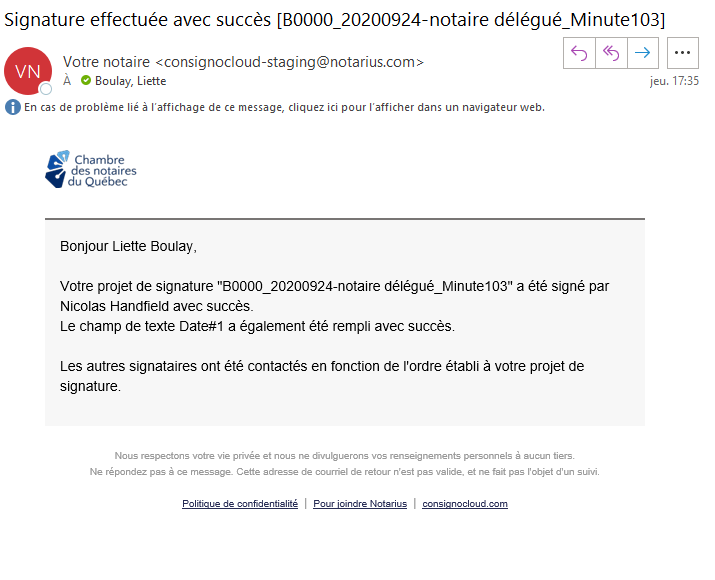 Signature effectuée avec succès [B0000_20200924-notaire délégué_Minute103]
VN
Votre notaire <consignocloud-staging@notarius.com>
À Boulay, Liette
jeu. 17:35
En cas de problème lié à l'affichage de ce message, cliquez ici pour l'afficher dans un navigateur web.
Chambre
des notaires
du Québec
Bonjour Liette Boulay,
Votre projet de signature "B0000_20200924-notaire délégué_Minute103" a été signé par
Nicolas Handfield avec succès.
Le champ de texte Date#1 a également été rempli avec succès.
Les autres signataires ont été contactés en fonction de l'ordre établi à votre projet de
signature.
Nous respectons votre vie privée et nous ne divulguerons vos renseignements personnels à aucun tiers.
Ne répondez pas à ce message. Cette adresse de courriel de retour n'est pas valide, et ne fait pas l'objet d'un suivi.
Politique de confidentialité | Pour joindre Notarius | consignocloud.com